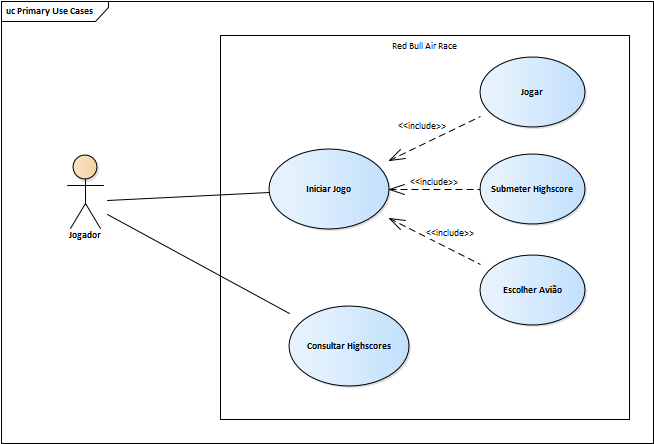 uc Primary Use Cases
Red Bull Air Race
Jogar
<<include>>
Iniciar Jogo
<<include>>
Submeter Highscore
Jogador
<<include>>
Escolher Avião
Consultar Highscores